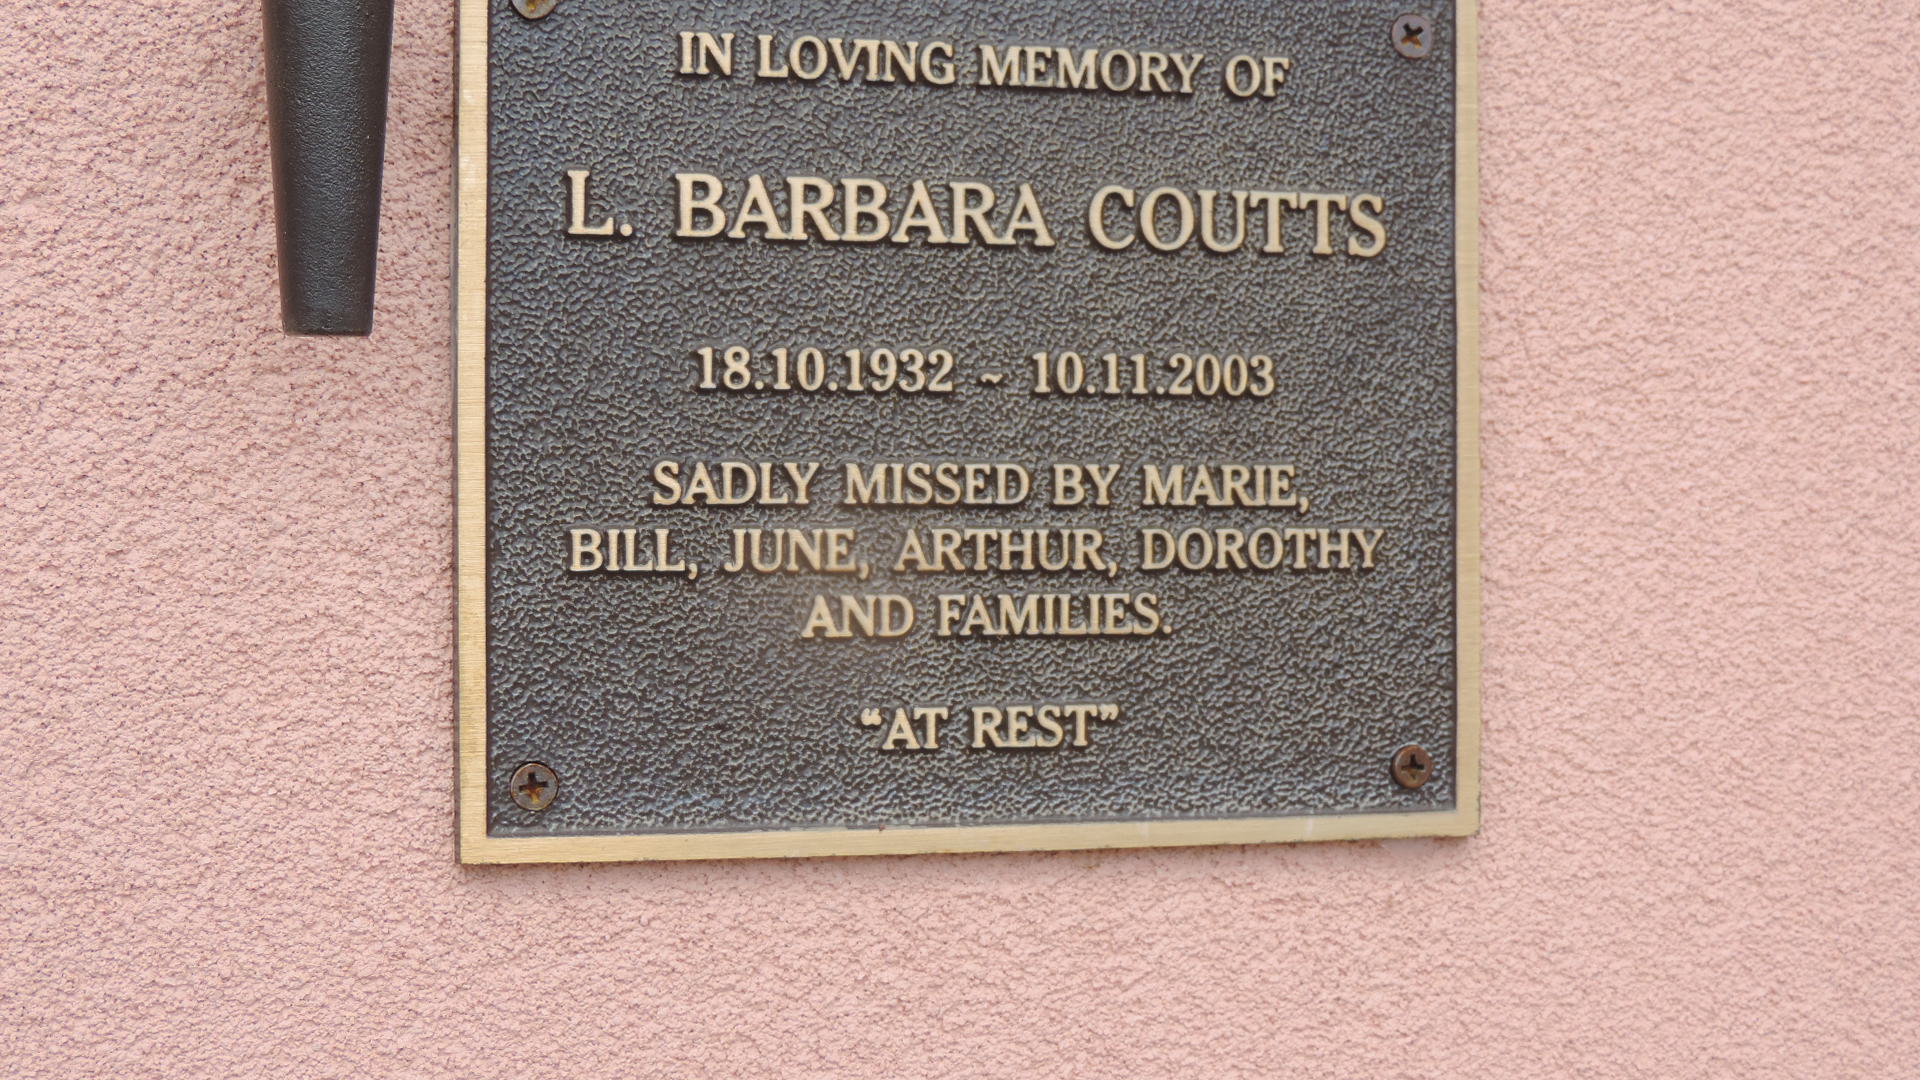 IN LOVING MEMORY OF
L. BARBARA COUTTS
18.10.1932 ~ 10.11.2003
SADLY MISSED BY MARIE,
BILL, JUNE, ARTHUR, DOROTHY
AND FAMILIES.
“AT REST”